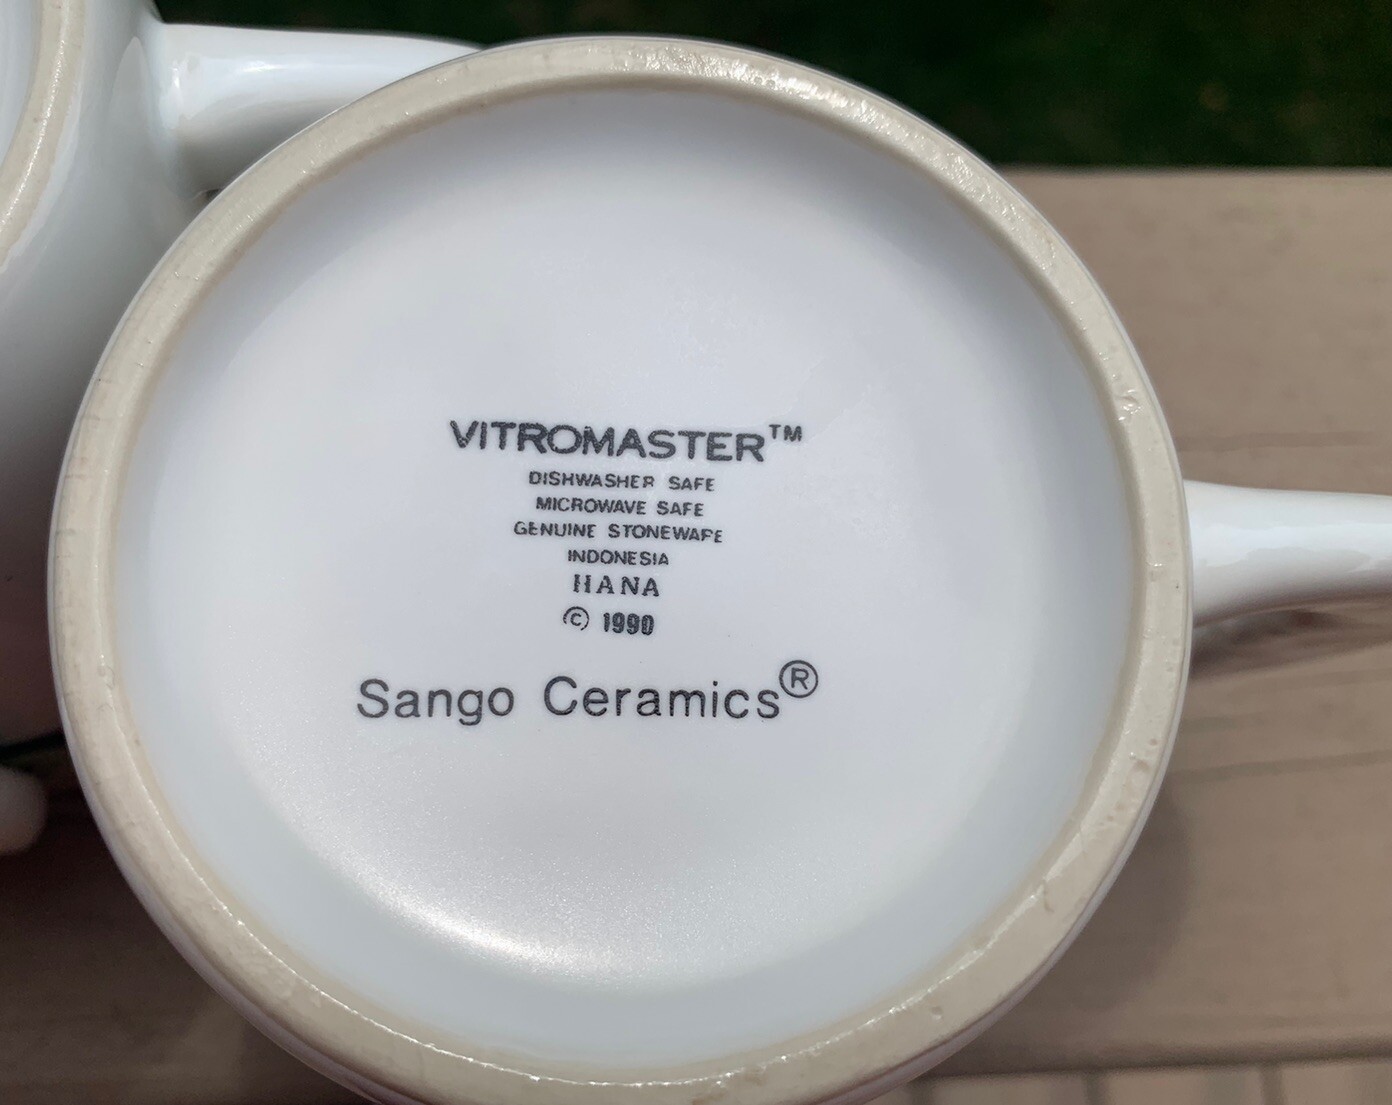 VITROMASTER™
DISHWASHER SAFE
MICROWAVE SAFE
GENUINE STONEWARE
INDONESIA
HANA
© 1990
Sango Ceramics®